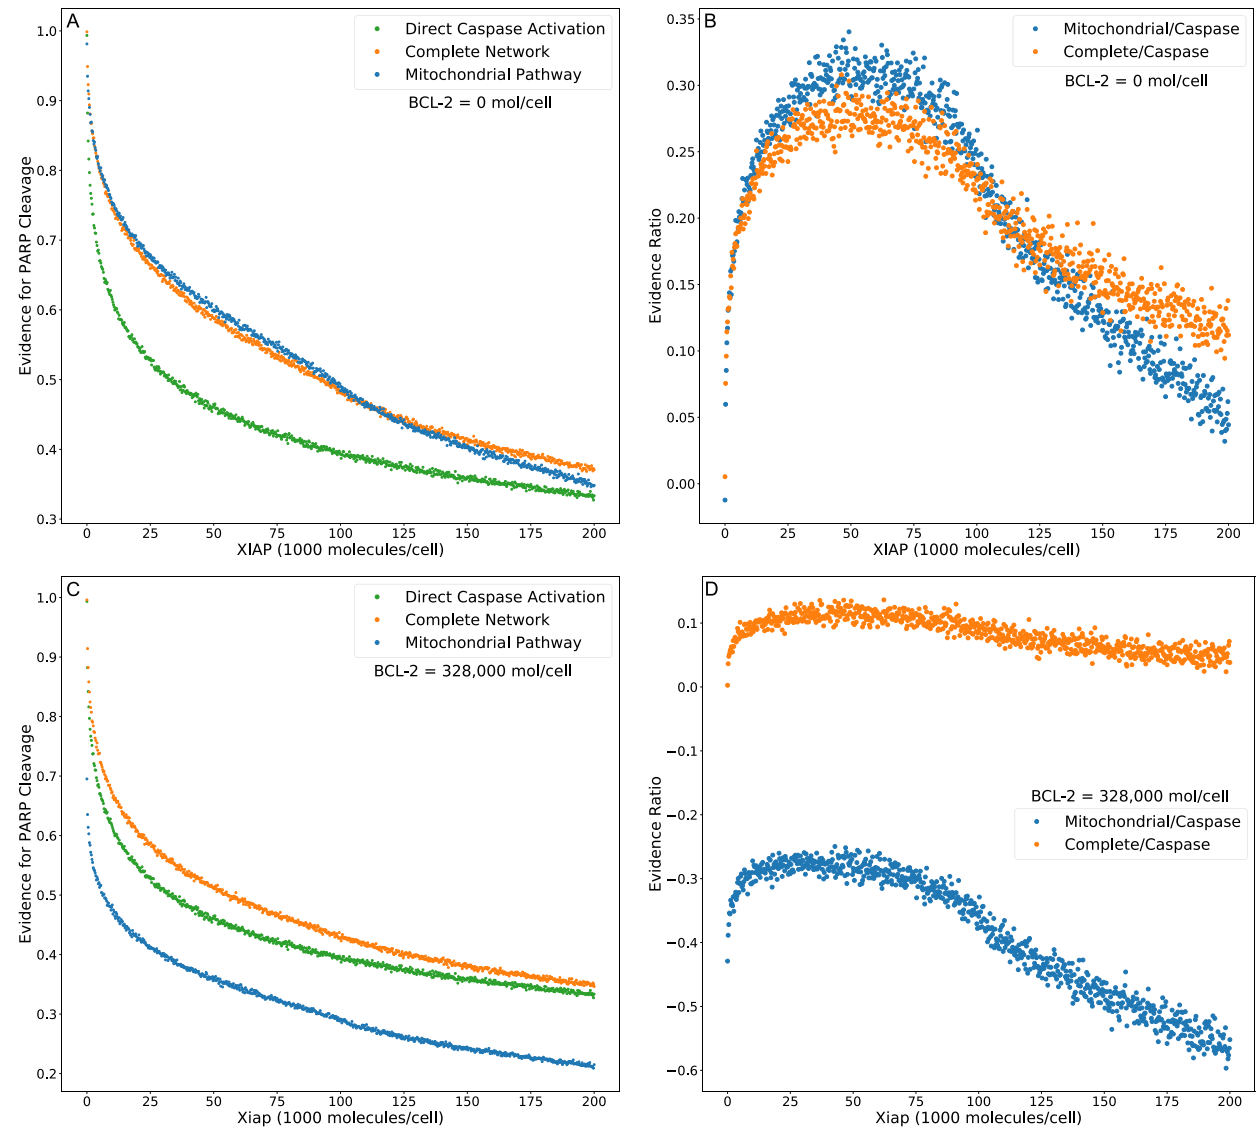 A
Direct Caspase Activation
Complete Network
Mitochondrial Pathway
BCL-2 = 0 mol/cell
Evidence for PARP Cleavage
1.0
0.9
0.8
0.7
0.6
0.5
0.4
0.3
0
25
50
75
100
125
150
175
200
XIAP (1000 molecules/cell)
B
Mitochondrial/Caspase
Complete/Caspase
BCL-2 = 0 mol/cell
Evidence Ratio
0.35
0.30
0.25
0.20
0.15
0.10
0.05
0.00
0
25
50
75
100
125
150
175
200
XIAP (1000 molecules/cell)
C
Direct Caspase Activation
Complete Network
Mitochondrial Pathway
BCL-2 = 328,000 mol/cell
Evidence for PARP Cleavage
1.0
0.9
0.8
0.7
0.6
0.5
0.4
0.3
0.2
0
25
50
75
100
125
150
175
200
Xiap (1000 molecules/cell)
D
BCL-2 = 328,000 mol/cell
Mitochondrial/Caspase
Complete/Caspase
Evidence Ratio
0.1
0.0
−0.1
−0.2
−0.3
−0.4
−0.5
−0.6
0
25
50
75
100
125
150
175
200
Xiap (1000 molecules/cell)